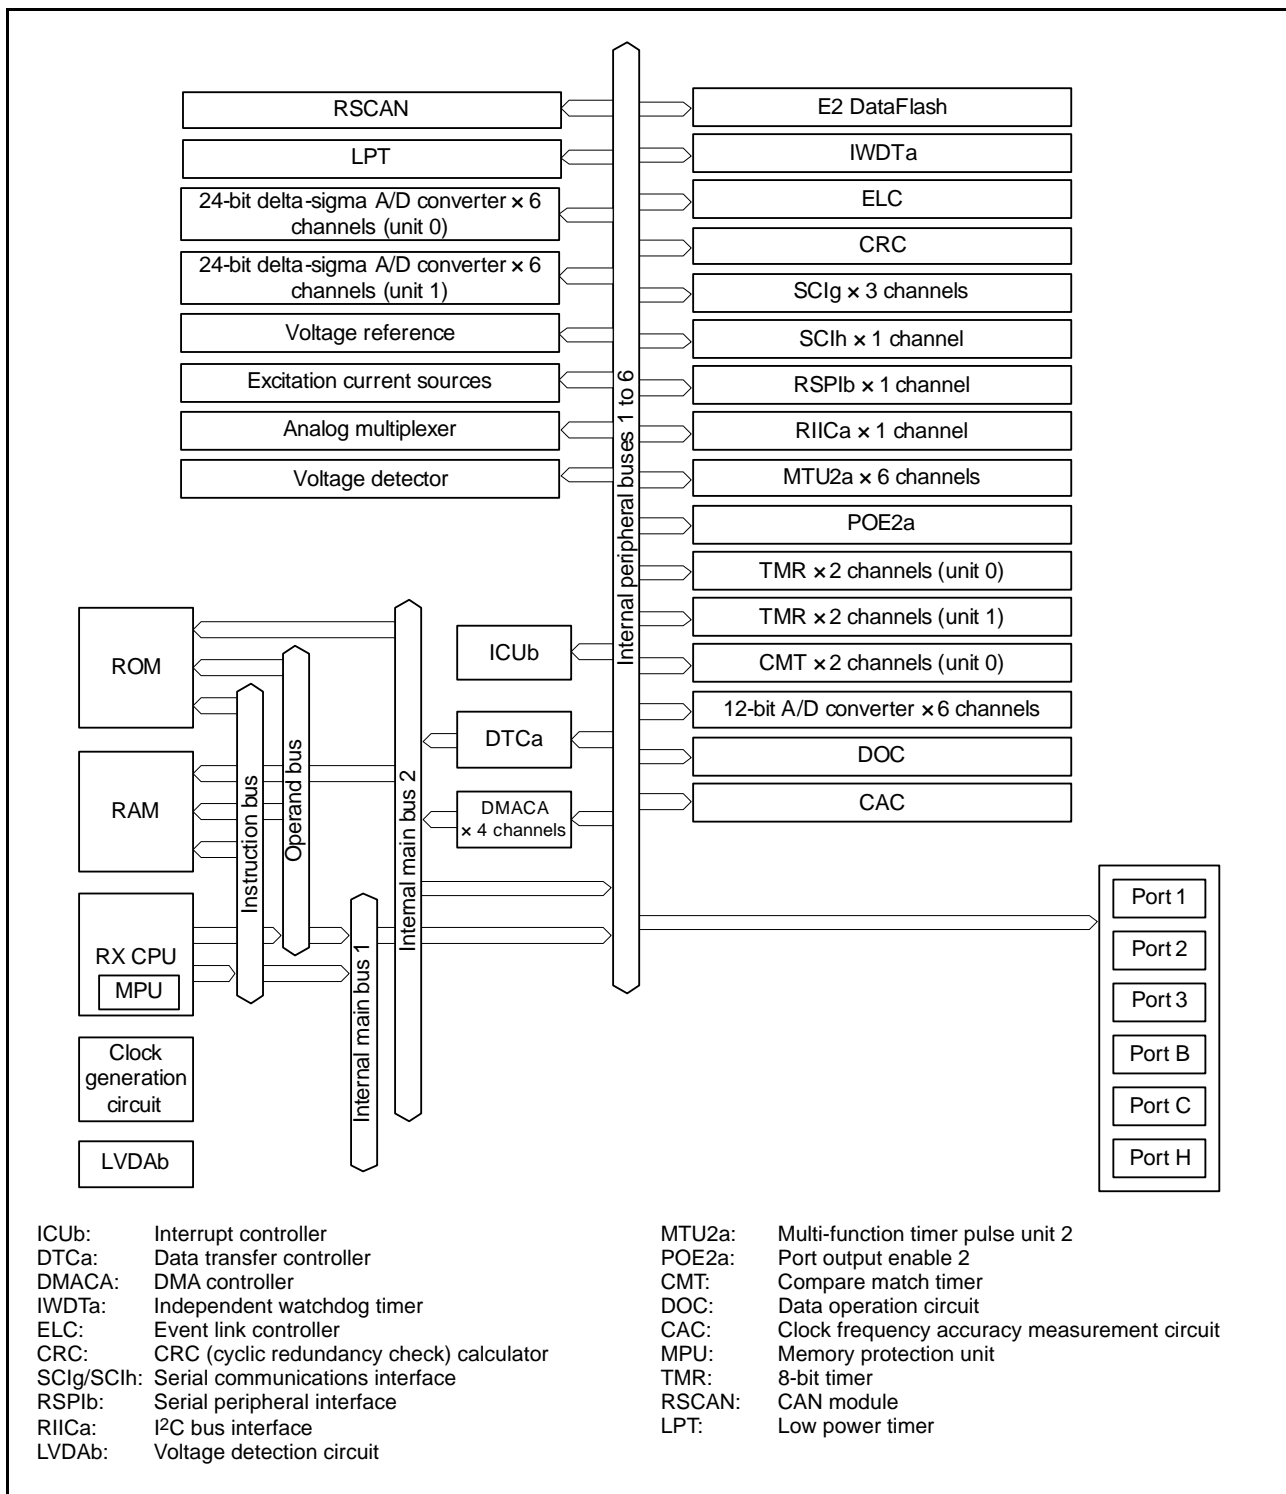 RSCAN
LPT
24-bit delta-sigma A/D converter × 6
channels (unit 0)
24-bit delta-sigma A/D converter × 6
channels (unit 1)
Voltage reference
Excitation current sources
Analog multiplexer
Voltage detector
Internal peripheral buses 1 to 6
E2 DataFlash
IWDTa
ELC
CRC
SCIg × 3 channels
SCIh × 1 channel
RSPIb × 1 channel
RIICa × 1 channel
MTU2a × 6 channels
POE2a
TMR × 2 channels (unit 0)
TMR × 2 channels (unit 1)
CMT × 2 channels (unit 0)
12-bit A/D converter × 6 channels
DOC
CAC
ROM
RAM
RX CPU
MPU
Clock
generation
circuit
LVDAb
Instruction bus
Operand bus
Internal main bus 1
Internal main bus 2
ICUb
DTCa
DMACA
× 4 channels
Port 1
Port 2
Port 3
Port B
Port C
Port H
ICUb: Interrupt controller
DTCa: Data transfer controller
DMACA: DMA controller
IWDTa: Independent watchdog timer
ELC: Event link controller
CRC: CRC (cyclic redundancy check) calculator
SCIg/SCIh: Serial communications interface
RSPIb: Serial peripheral interface
RIICa: I2C bus interface
LVDAb: Voltage detection circuit
MTU2a: Multi-function timer pulse unit 2
POE2a: Port output enable 2
CMT: Compare match timer
DOC: Data operation circuit
CAC: Clock frequency accuracy measurement circuit
MPU: Memory protection unit
TMR: 8-bit timer
RSCAN: CAN module
LPT: Low power timer